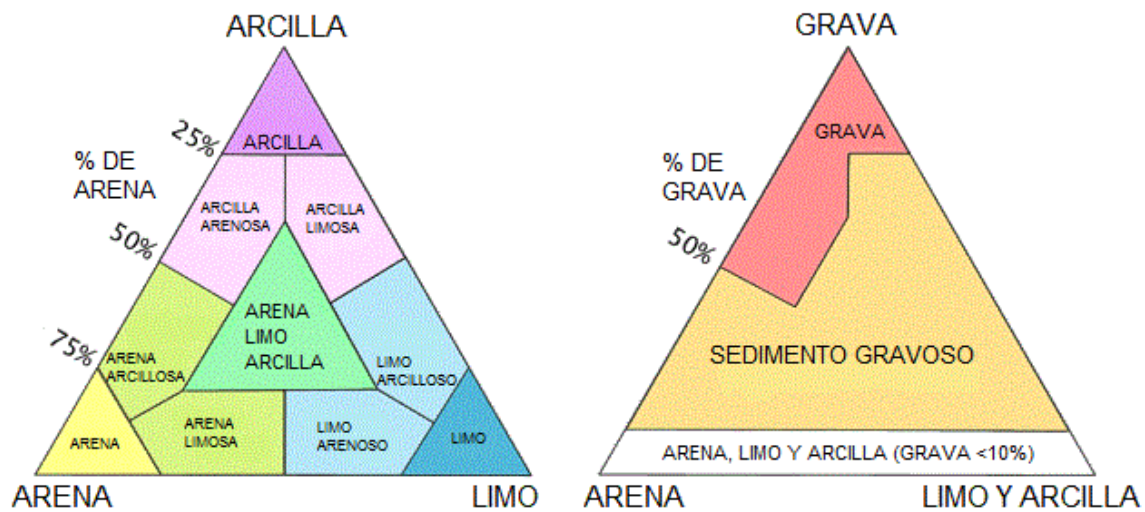 ARCILLA
25%
% DE
ARENA
50%
75%
ARCILLA
ARCILLA
ARENOSA
ARCILLA
LIMOSA
ARENA
LIMO
ARCILLA
ARENA
ARCILLOSA
LIMO
ARCILLOSO
ARENA
ARENA
LIMOSA
LIMO
ARENOSO
LIMO
ARENA
LIMO
GRAVA
GRAVA
% DE
GRAVA
50%
SEDIMENTO GRAVOSO
ARENA, LIMO Y ARCILLA (GRAVA <10%)
ARENA
LIMO Y ARCILLA